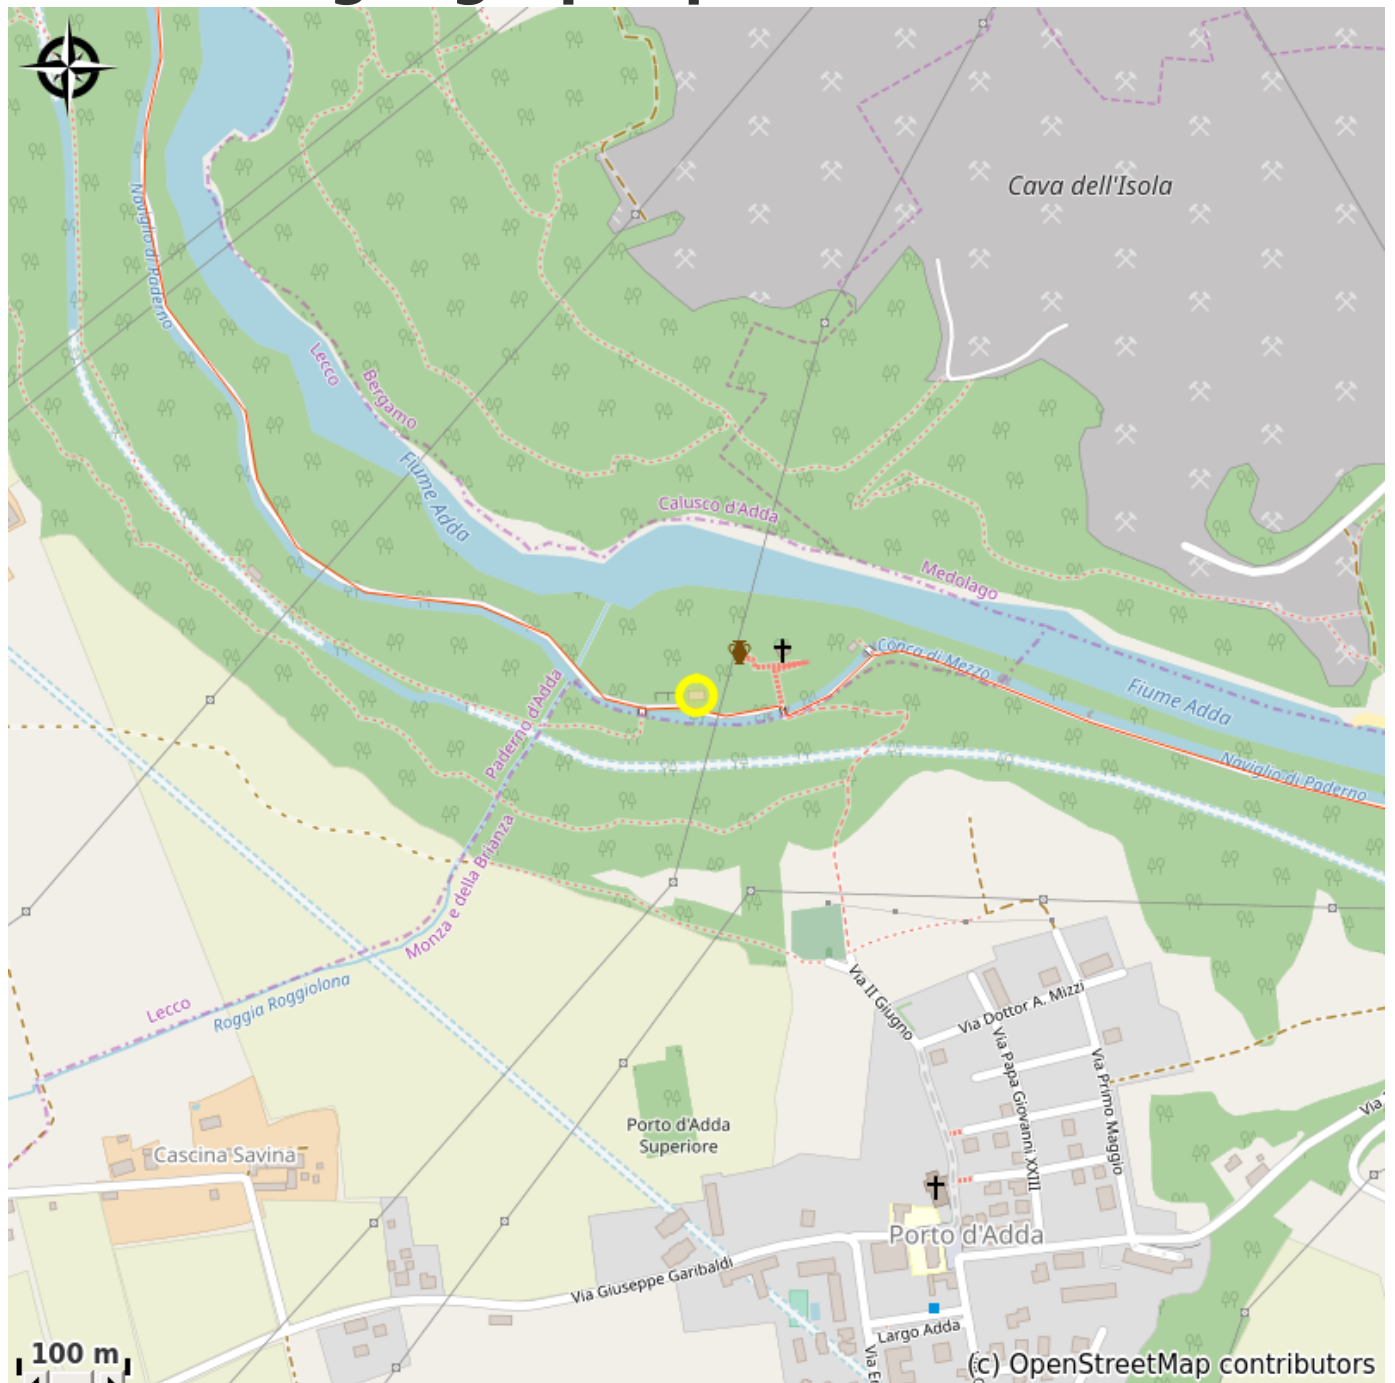 Cava dell'Isola
Naviglio di Paderno
Lecco
Bergamo
Fiume Adda
Calusco d'Adda
Medolago
Conca di Mezzo
Fiume Adda
Naviglio di Paderno
Paderno d'Adda
Monza e della Brianza
Lecco
Roggia Roggiolona
Via II Giugno
Via Dottor A. Mizzi
Via Papa Giovanni XXIII
Via Primo Maggio
Porto d'Adda
Superiore
Cascina Savina
Porto d'Adda
Via Giuseppe Garibaldi
Largo Adda
100 m
(c) OpenStreetMap contributors